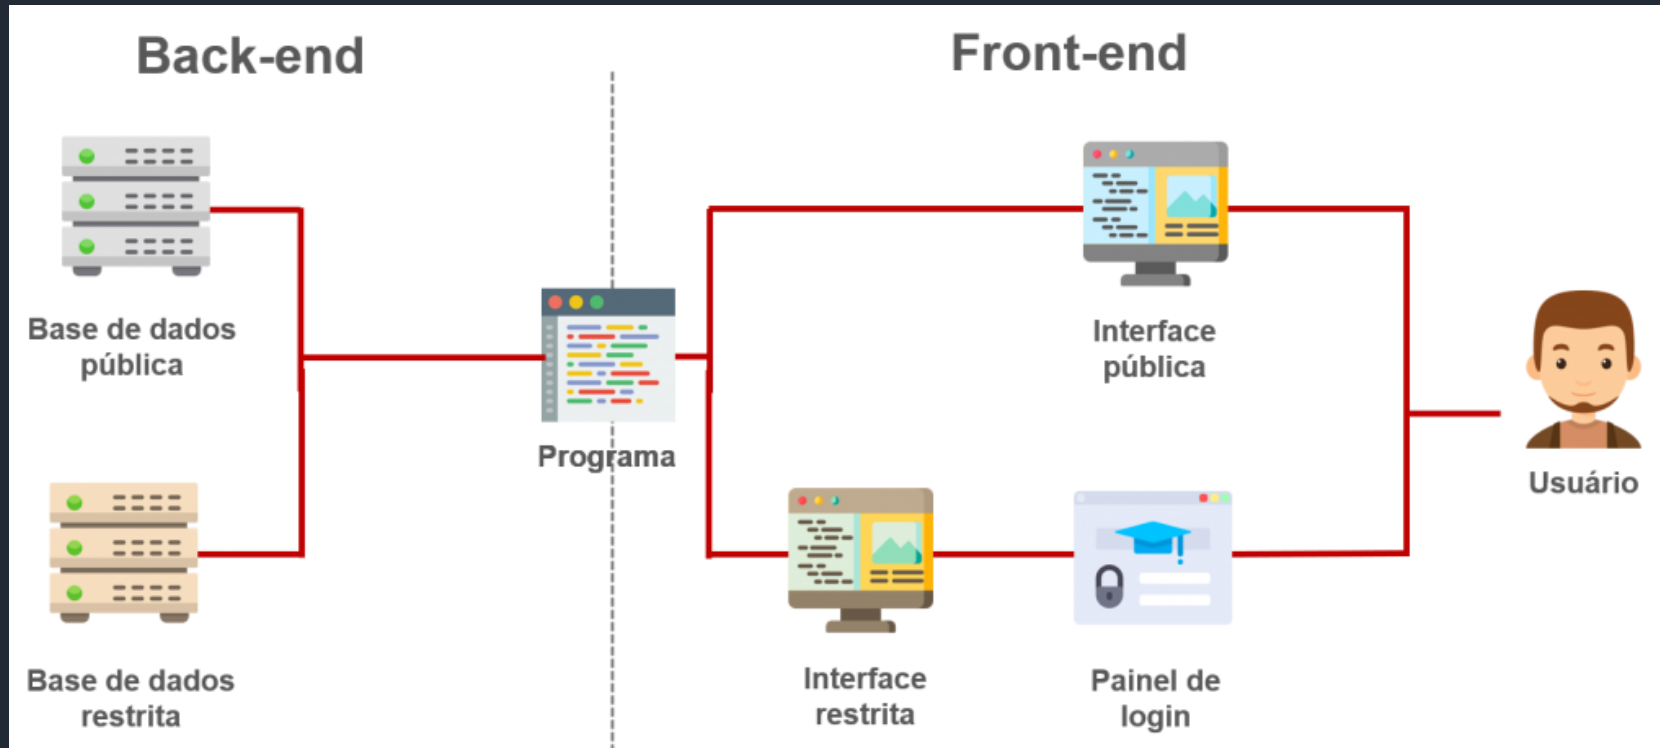 Back-end
Front-end
Base de dados
pública
Programa
Interface
pública
Usuário
Base de dados
restrita
Interface
restrita
Painel de
login